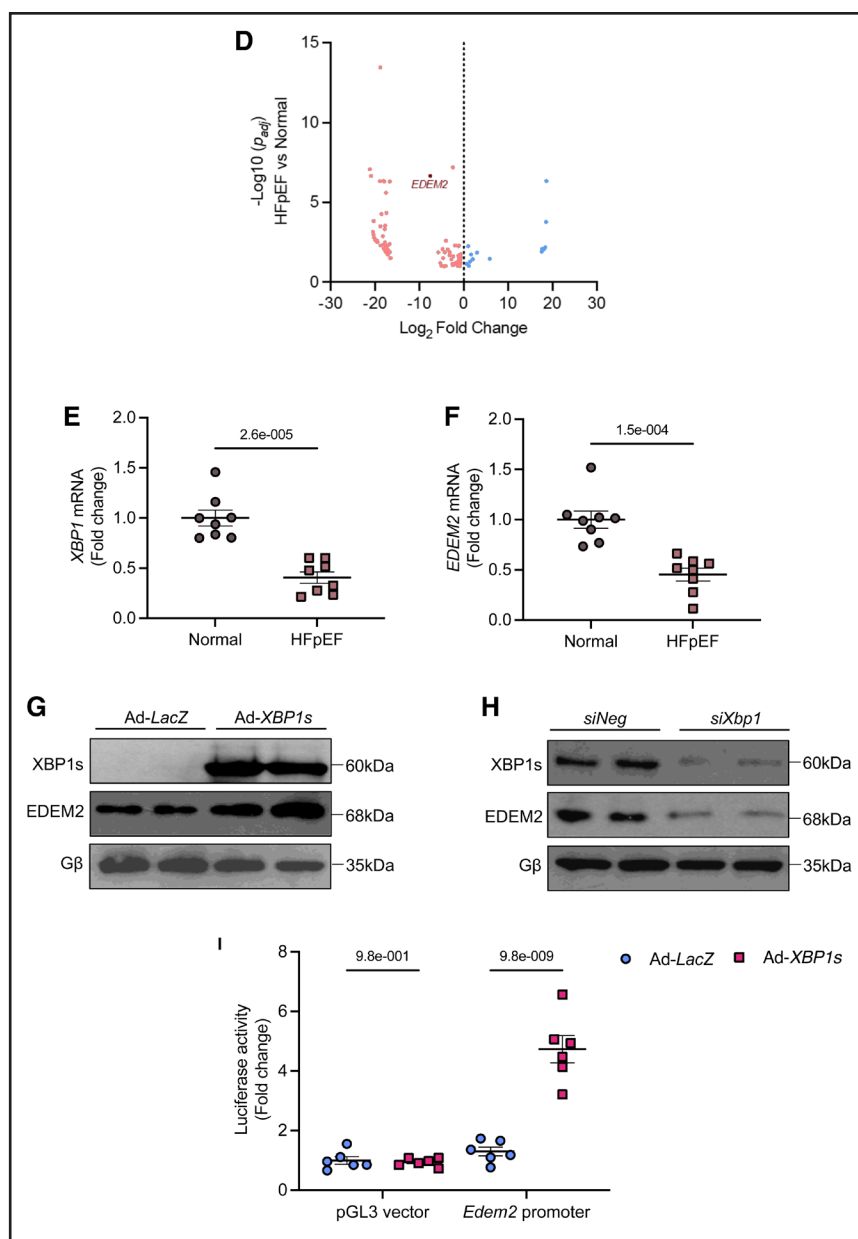 D
15
10
5
0
-Log10 (p_adj)
HFpEF vs Normal
EDEM2
-30 -20 -10 0 10 20 30
Log2 Fold Change
E
2.0
1.5
1.0
0.5
0.0
XBP1 mRNA
(Fold change)
2.6e-005
Normal HFpEF
F
2.0
1.5
1.0
0.5
0.0
EDEM2 mRNA
(Fold change)
1.5e-004
Normal HFpEF
G
Ad-LacZ Ad-XBP1s
XBP1s 60kDa
EDEM2 68kDa
Gβ 35kDa
H
siNeg siXbp1
XBP1s 60kDa
EDEM2 68kDa
Gβ 35kDa
I
8
6
4
2
0
Luciferase activity
(Fold change)
9.8e-001 9.8e-009
Ad-LacZ Ad-XBP1s
pGL3 vector Edem2 promoter